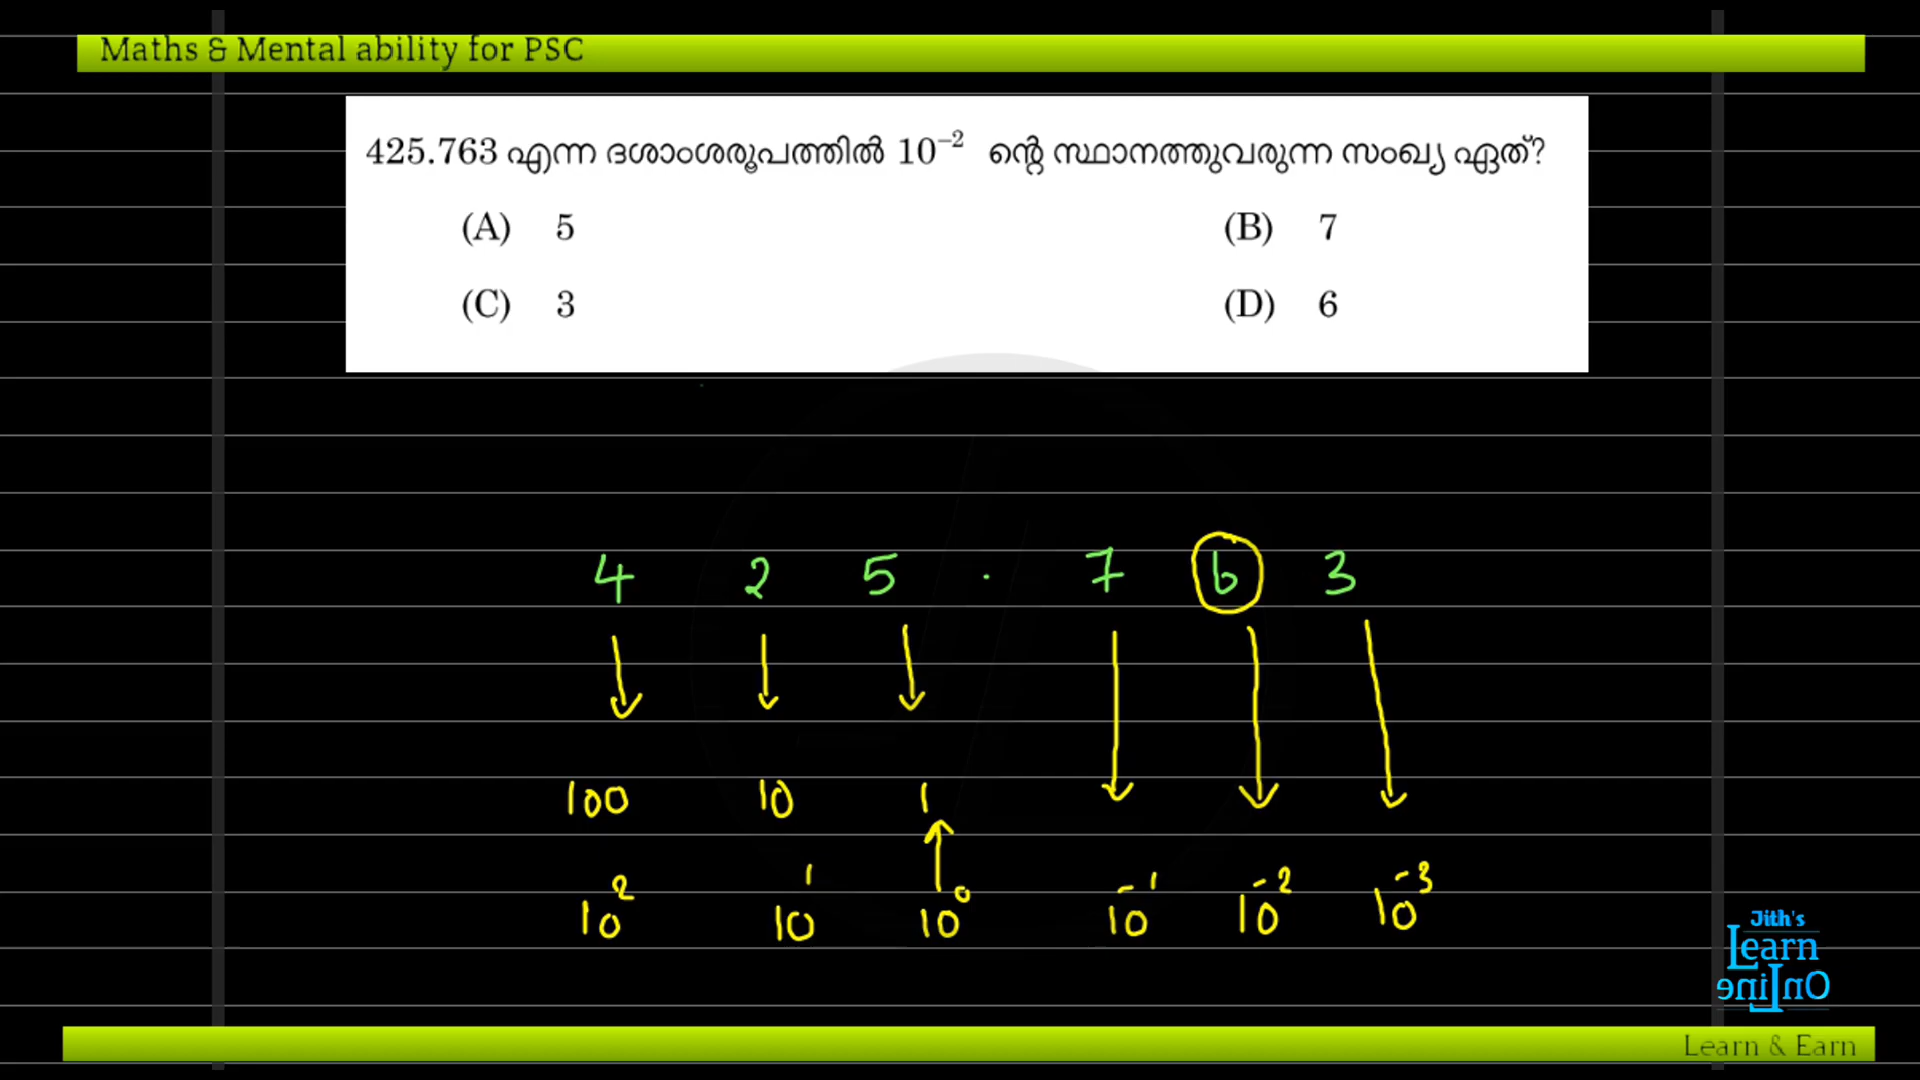 Maths & Mental ability for PSC
425.763 എന്ന ദശാംശരൂപത്തിൽ 10⁻² ന്റെ സ്ഥാനത്തുവരുന്ന സംഖ്യ ഏത്?
(A) 5 (B) 7
(C) 3 (D) 6
4 2 5 . 7 6 3
100 10 1
10² 10¹ 10⁰ 10⁻¹ 10⁻² 10⁻³
Jith's
Learn
OnLine
Learn & Earn